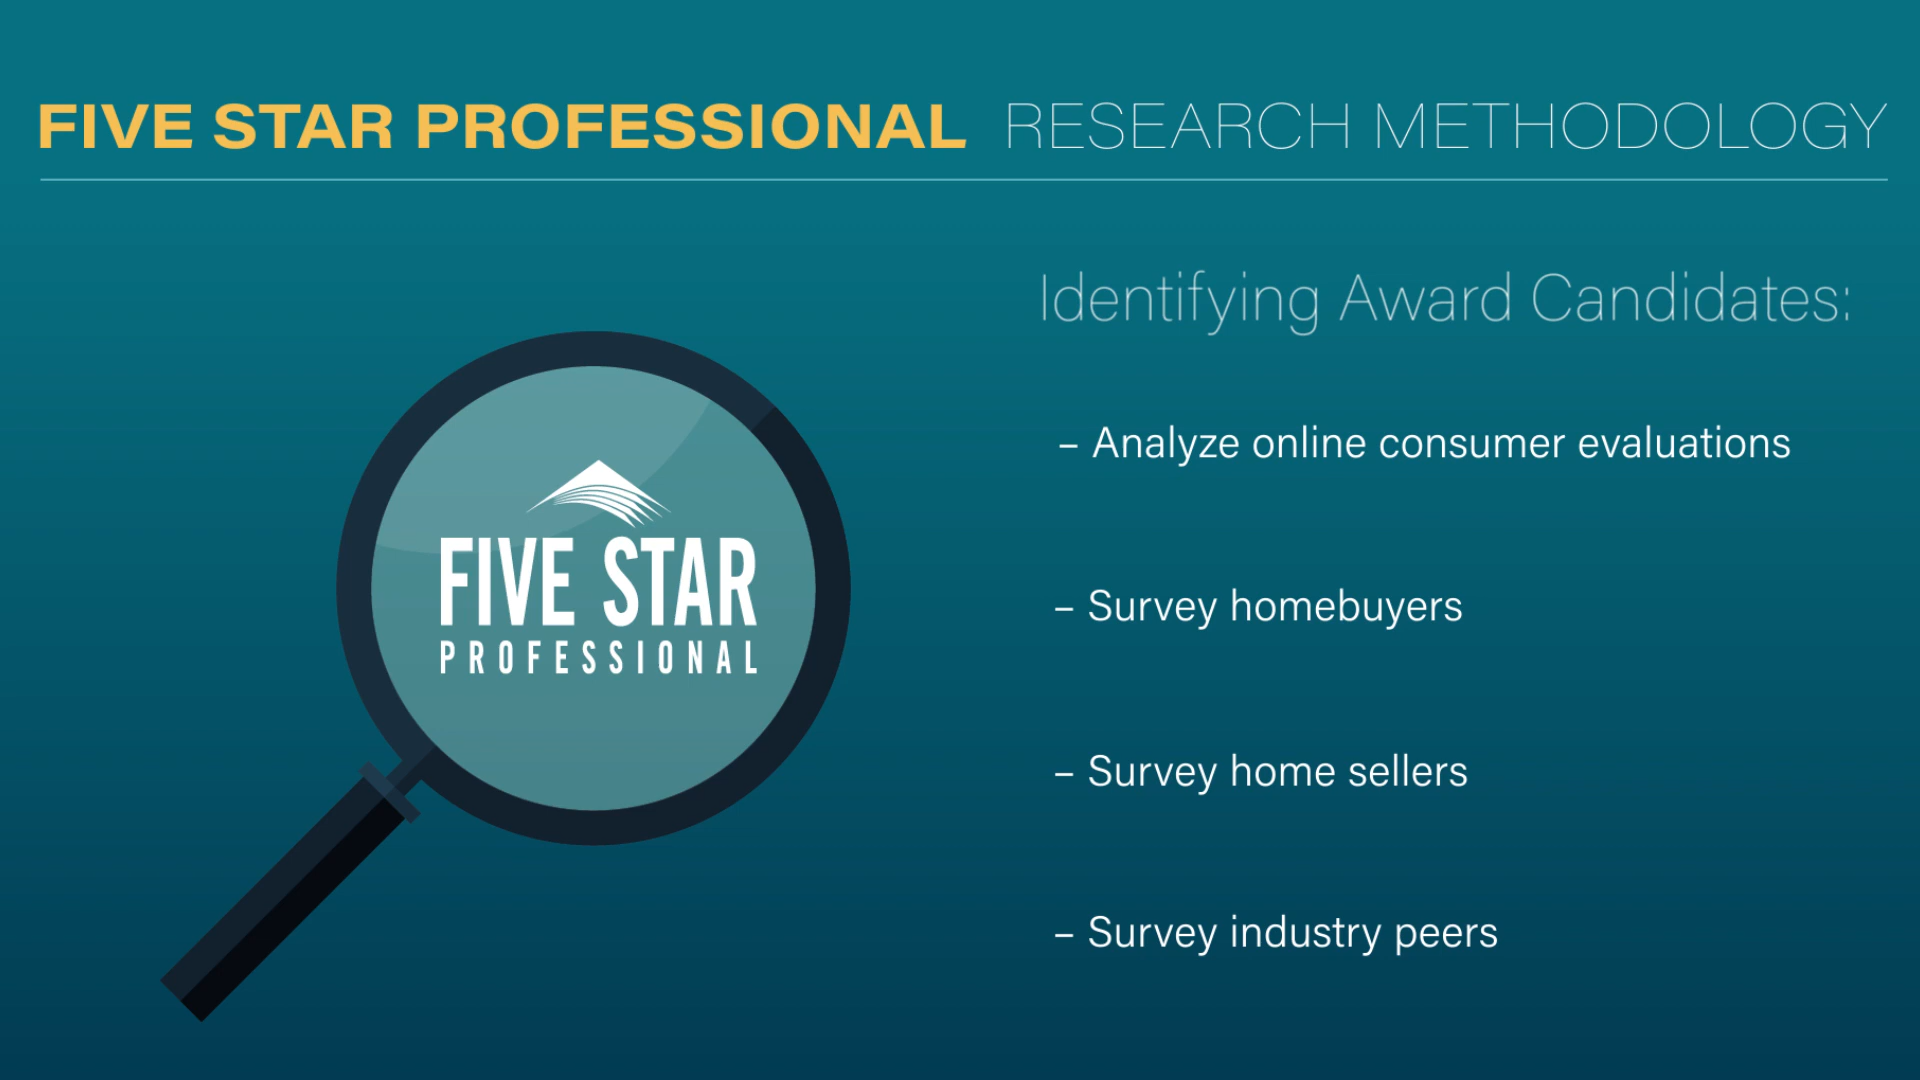 FIVE STAR PROFESSIONAL RESEARCH METHODOLOGY
Identifying Award Candidates:
– Analyze online consumer evaluations
– Survey homebuyers
– Survey home sellers
– Survey industry peers
FIVE STAR
PROFESSIONAL